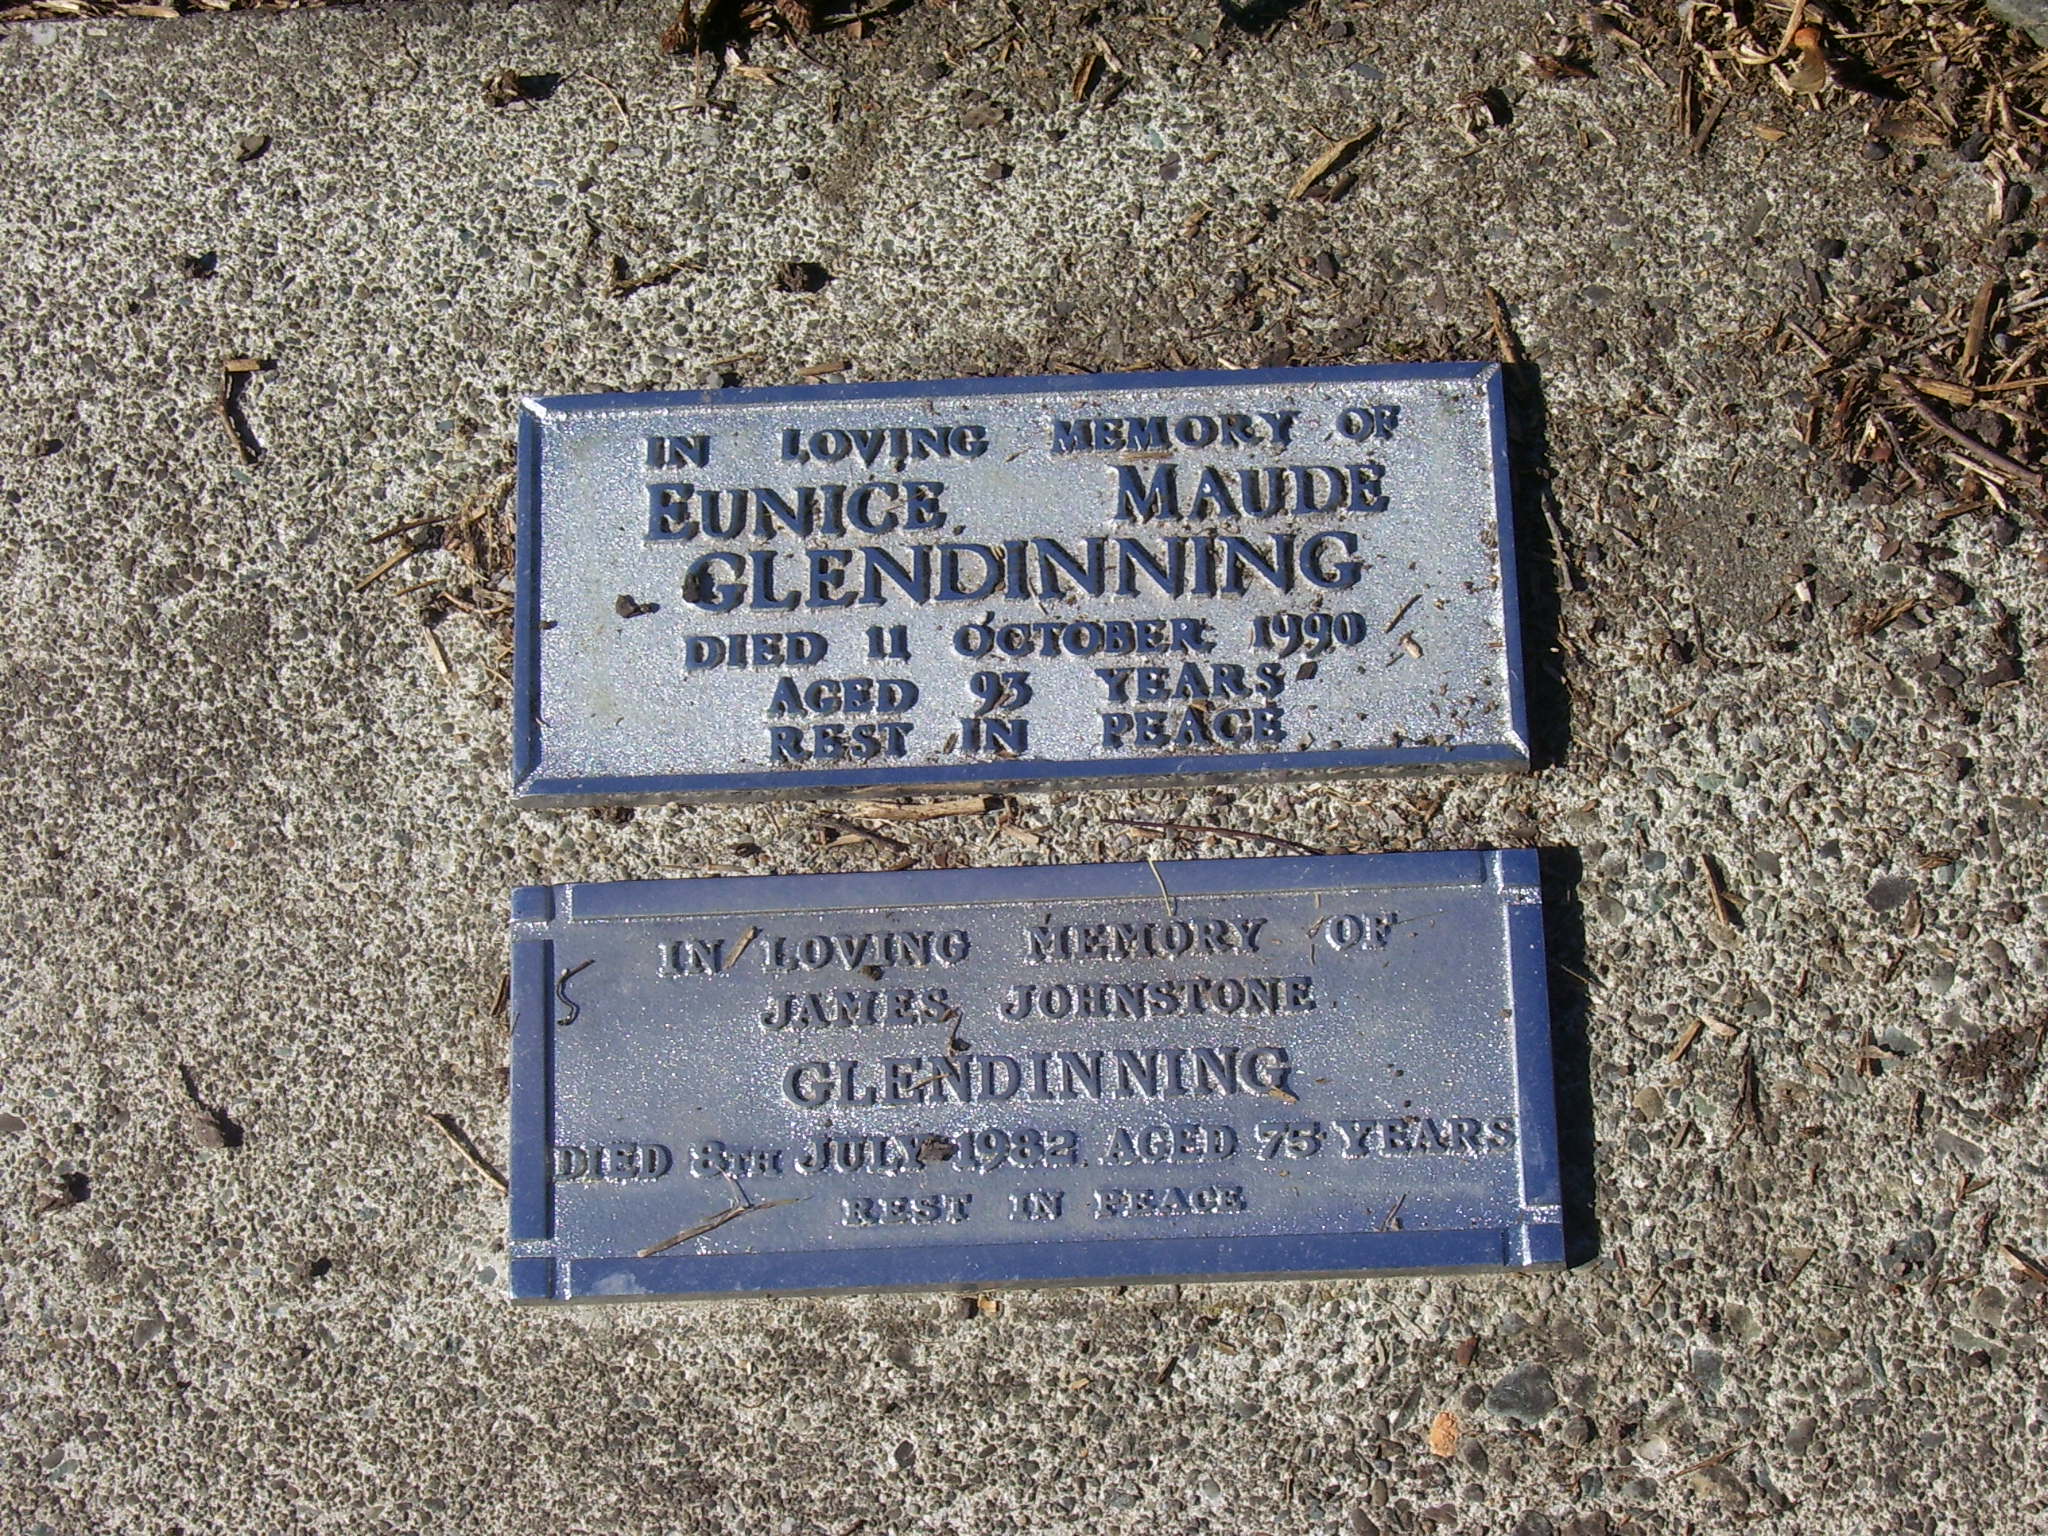 IN LOVING MEMORY OF
EUNICE MAUDE
GLENDINNING
DIED 11 OCTOBER 1990
AGED 93 YEARS
REST IN PEACE
IN LOVING MEMORY OF
JAMES JOHNSTONE
GLENDINNING
DIED 8TH JULY 1982 AGED 75 YEARS
REST IN PEACE